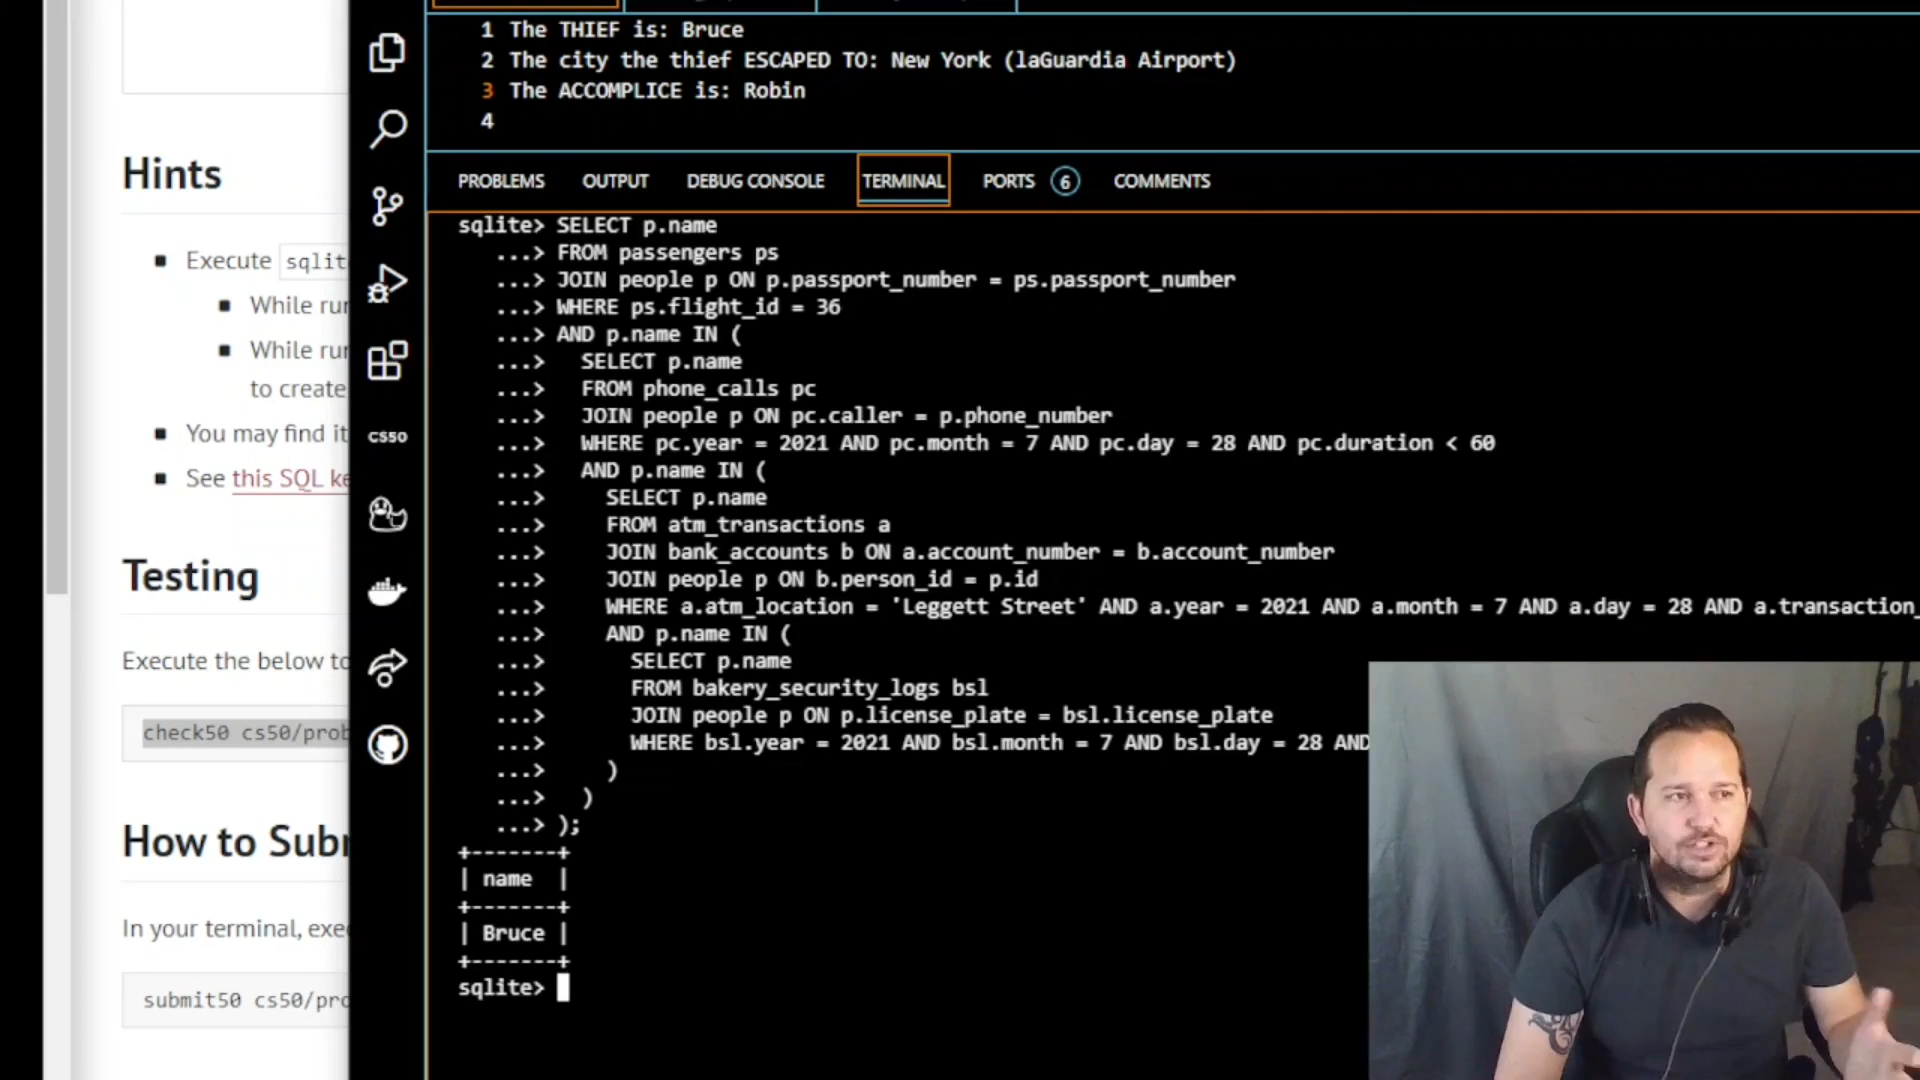 Hints
Execute sqlit
While rur
While rur
to create
You may find it
See this SQL ke
Testing
Execute the below to
check50 cs50/prob
How to Subr
In your terminal, exe
submit50 cs50/pro
CS50
1 The THIEF is: Bruce
2 The city the thief ESCAPED TO: New York (laGuardia Airport)
3 The ACCOMPLICE is: Robin
4
PROBLEMS OUTPUT DEBUG CONSOLE TERMINAL PORTS 6 COMMENTS
sqlite> SELECT p.name
...> FROM passengers ps
...> JOIN people p ON p.passport_number = ps.passport_number
...> WHERE ps.flight_id = 36
...> AND p.name IN (
...> SELECT p.name
...> FROM phone_calls pc
...> JOIN people p ON pc.caller = p.phone_number
...> WHERE pc.year = 2021 AND pc.month = 7 AND pc.day = 28 AND pc.duration < 60
...> AND p.name IN (
...> SELECT p.name
...> FROM atm_transactions a
...> JOIN bank_accounts b ON a.account_number = b.account_number
...> JOIN people p ON b.person_id = p.id
...> WHERE a.atm_location = 'Leggett Street' AND a.year = 2021 AND a.month = 7 AND a.day = 28 AND a.transaction_
...> AND p.name IN (
...> SELECT p.name
...> FROM bakery_security_logs bsl
...> JOIN people p ON p.license_plate = bsl.license_plate
...> WHERE bsl.year = 2021 AND bsl.month = 7 AND bsl.day = 28 AND
...> )
...> )
...> );
+-------+
| name |
+-------+
| Bruce |
+-------+
sqlite>